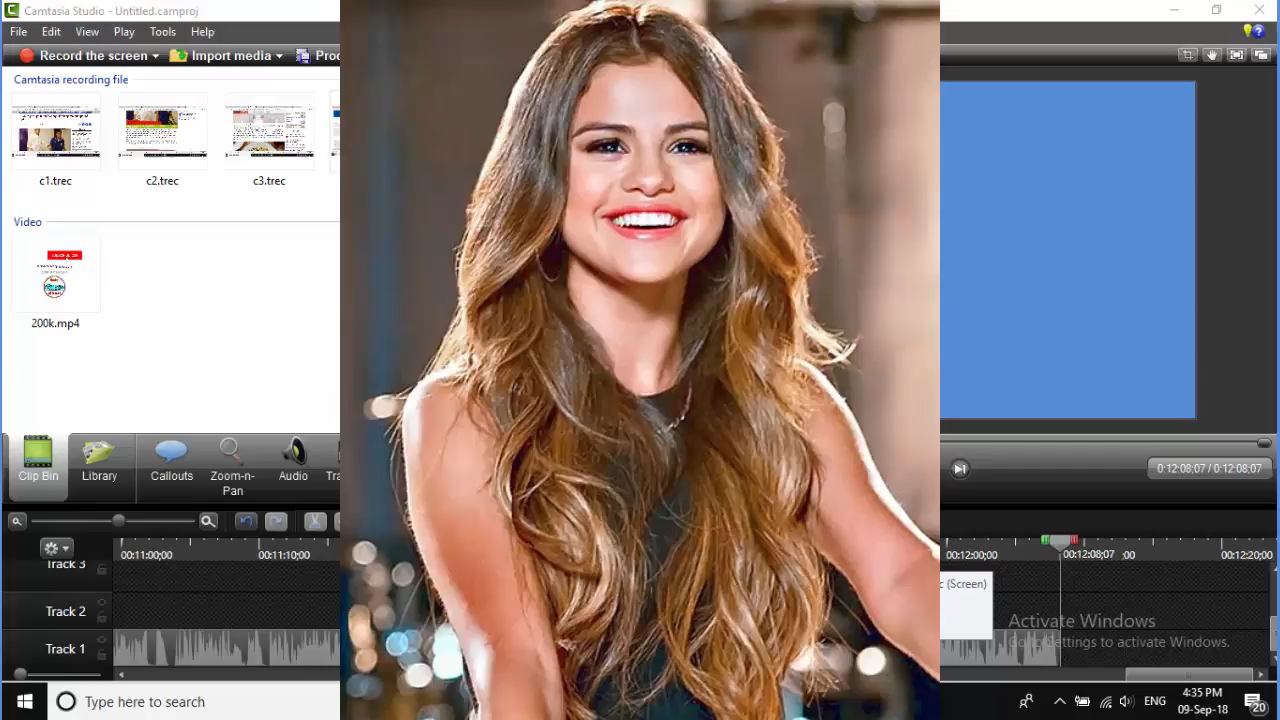 Camtasia Studio - Untitled.camproj
File Edit View Play Tools Help
Record the screen Import media
Camtasia recording file
c1.trec c2.trec c3.trec
Video
200k.mp4
Clip Bin Library Callouts Zoom-n-Pan Audio
0:12:08;07 / 0:12:08;07
00:11:00;00 00:11:10;00 00:12:00;00 00:12:08;07 :00 00:12:20;00
Track 3
c (Screen)
Track 2
Activate Windows
Go to Settings to activate Windows.
Track 1
Type here to search
ENG
4:35 PM
09-Sep-18
20